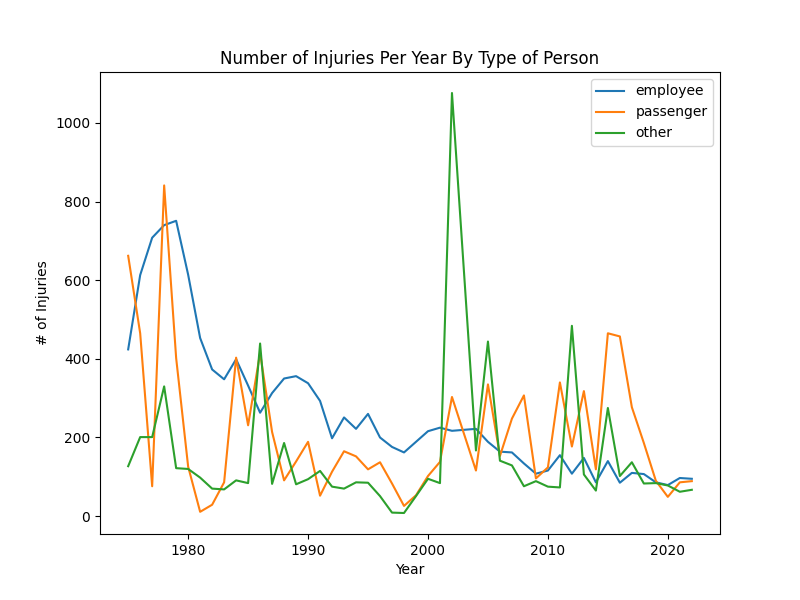 Number of Injuries Per Year By Type of Person
employee
passenger
other
1000
800
600
400
200
0
# of Injuries
1980
1990
2000
2010
2020
Year